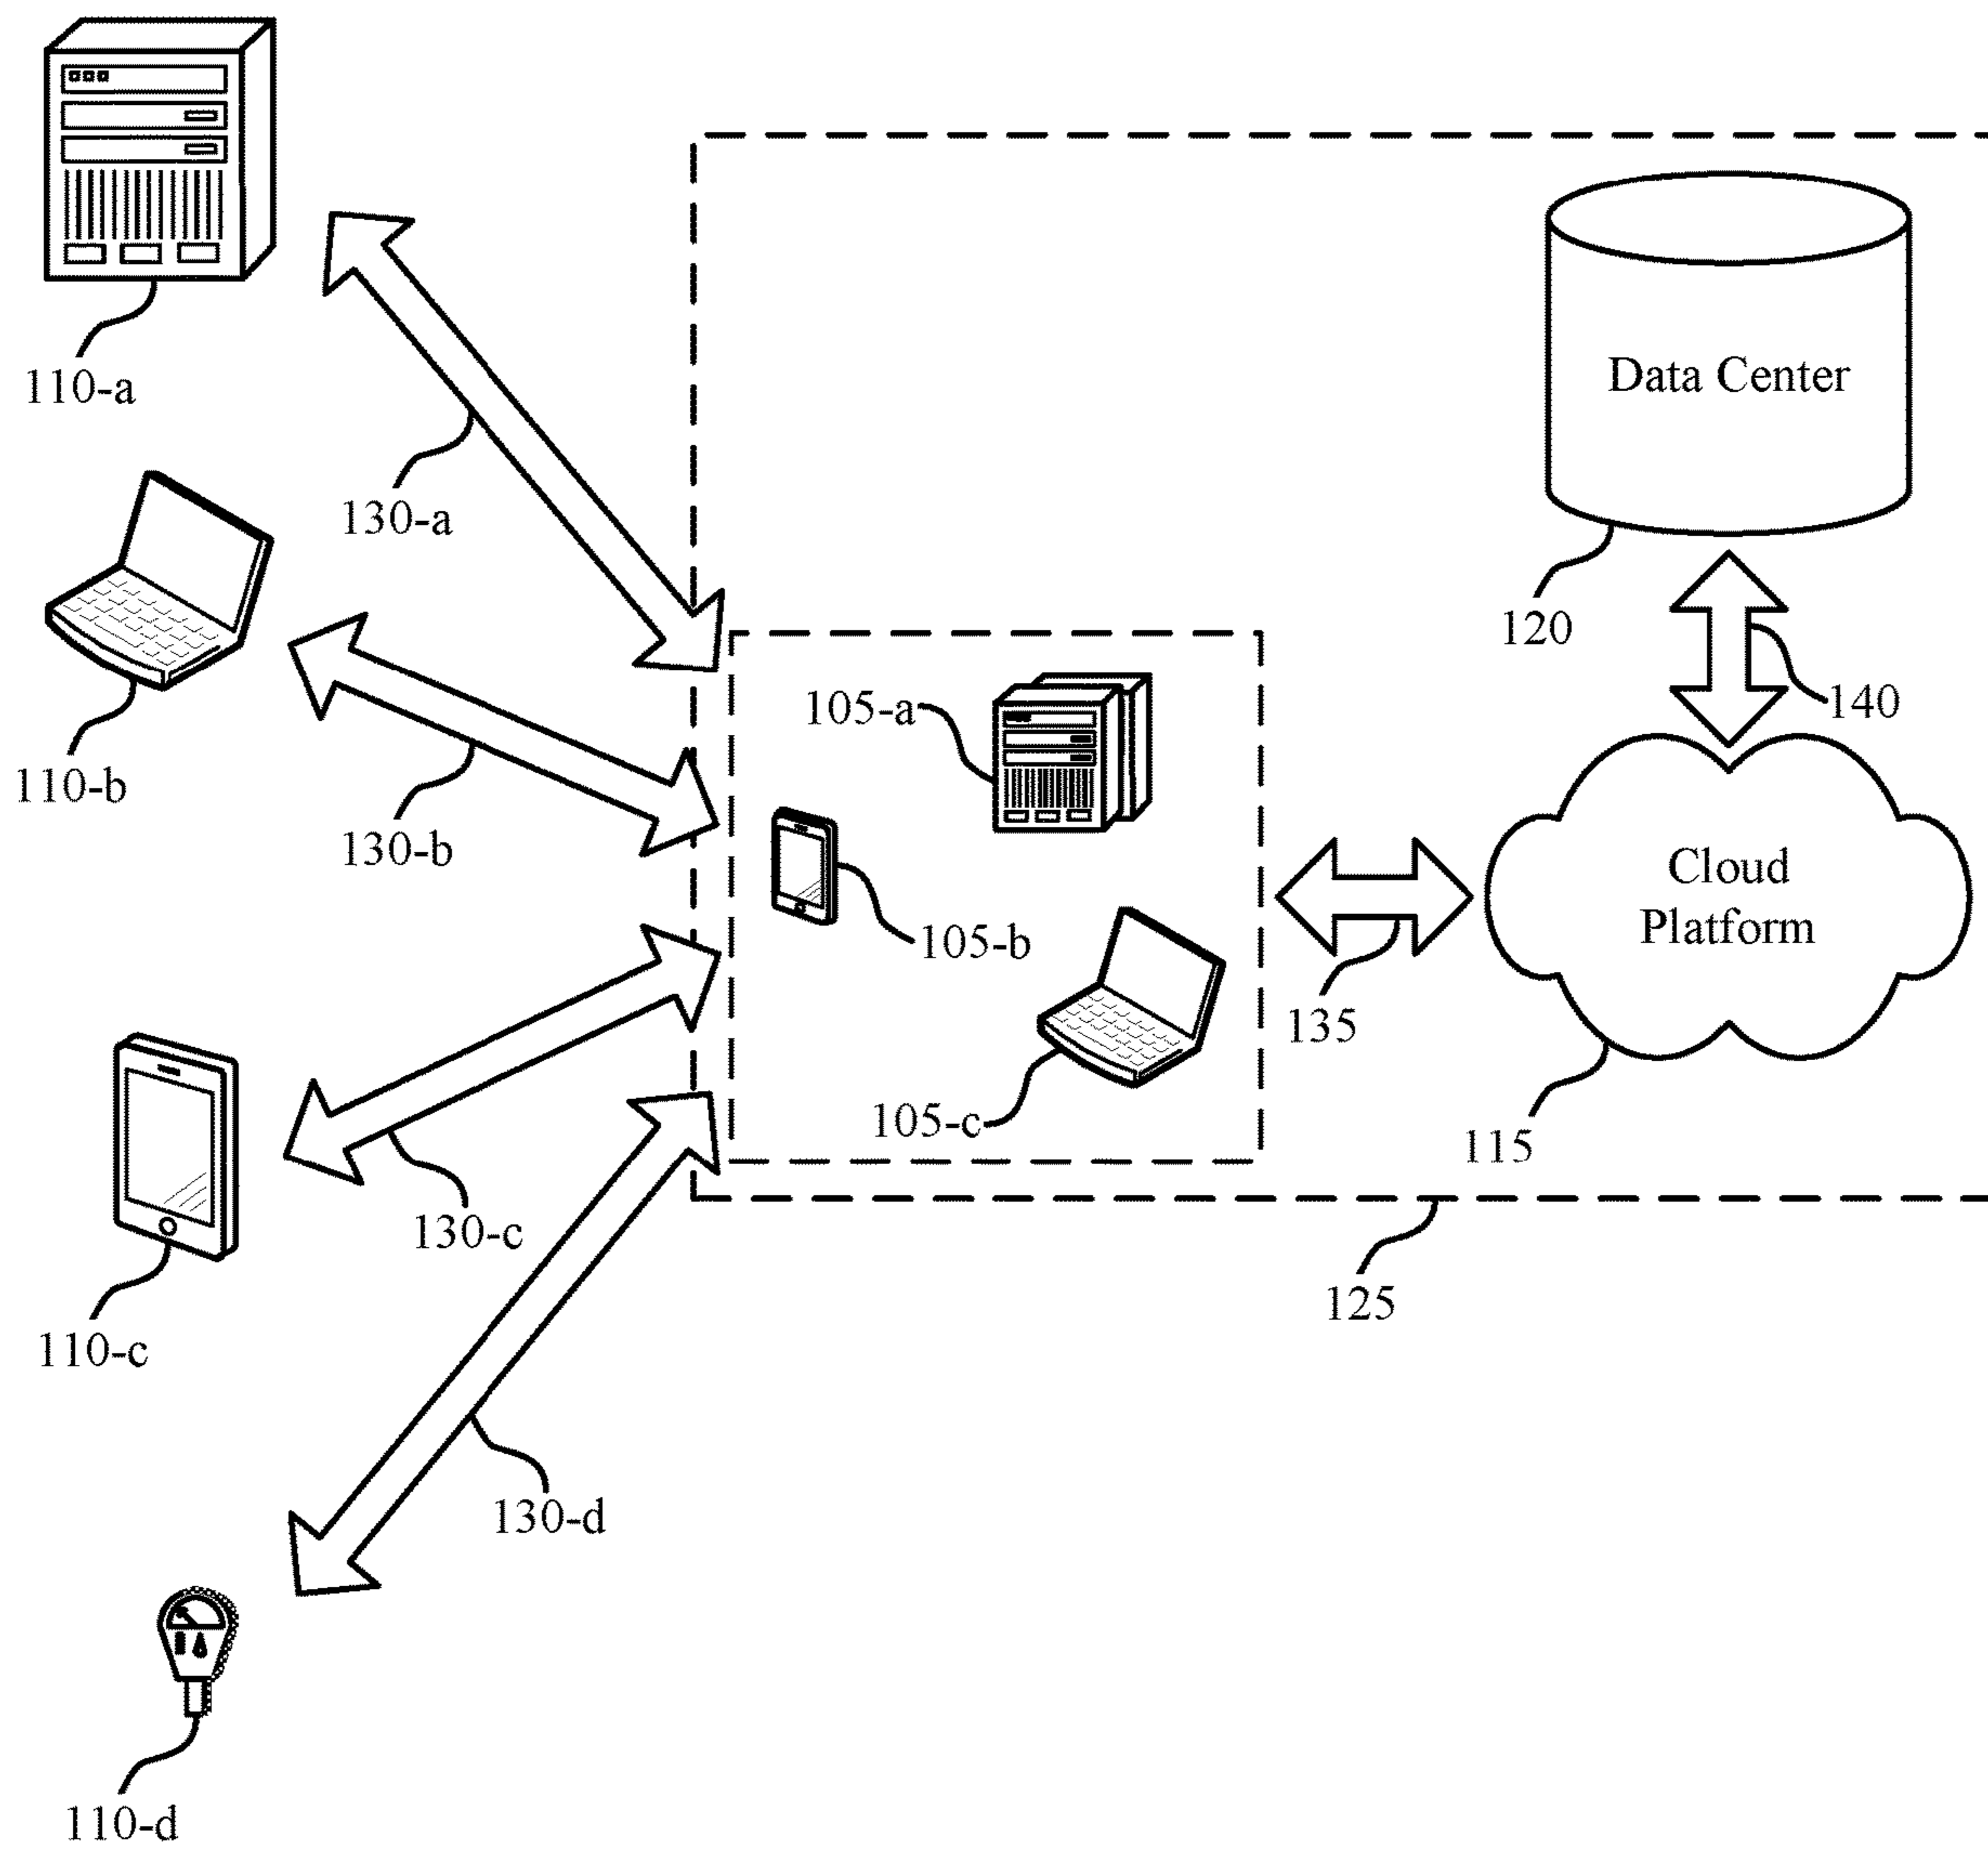 110-a
130-a
Data Center
120
140
105-a
110-b
130-b
105-b
Cloud
Platform
135
105-c
115
130-c
125
110-c
130-d
110-d